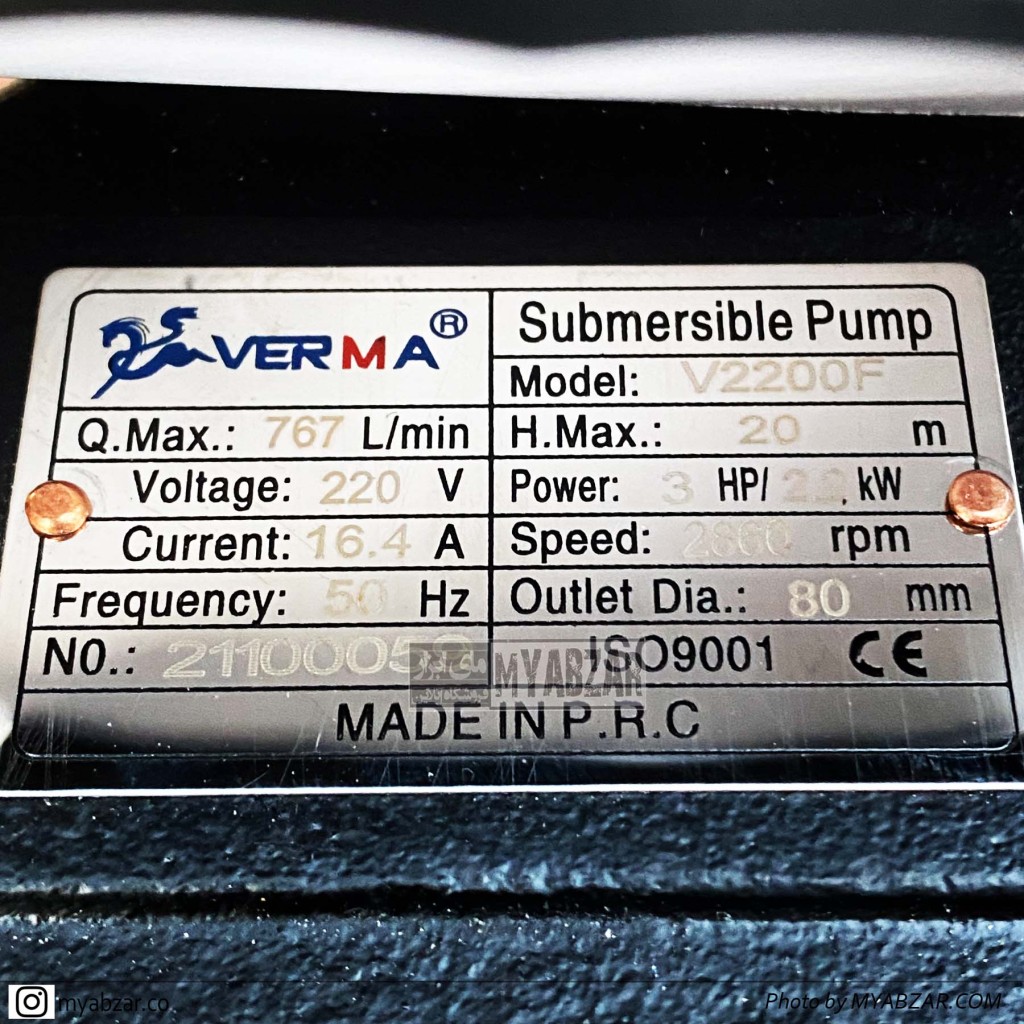 VERMA®
Submersible Pump
Model: V2200F
Q.Max.: 767 L/min
H.Max.: 20 m
Voltage: 220 V
Power: 3 HP/ 2.2 kW
Current: 16.4 A
Speed: 2860 rpm
Frequency: 50 Hz
Outlet Dia.: 80 mm
N0.:
ISO9001 CE
MYABZAR
MADE IN P.R.C
myabzar.co
Photo by MYABZAR.COM